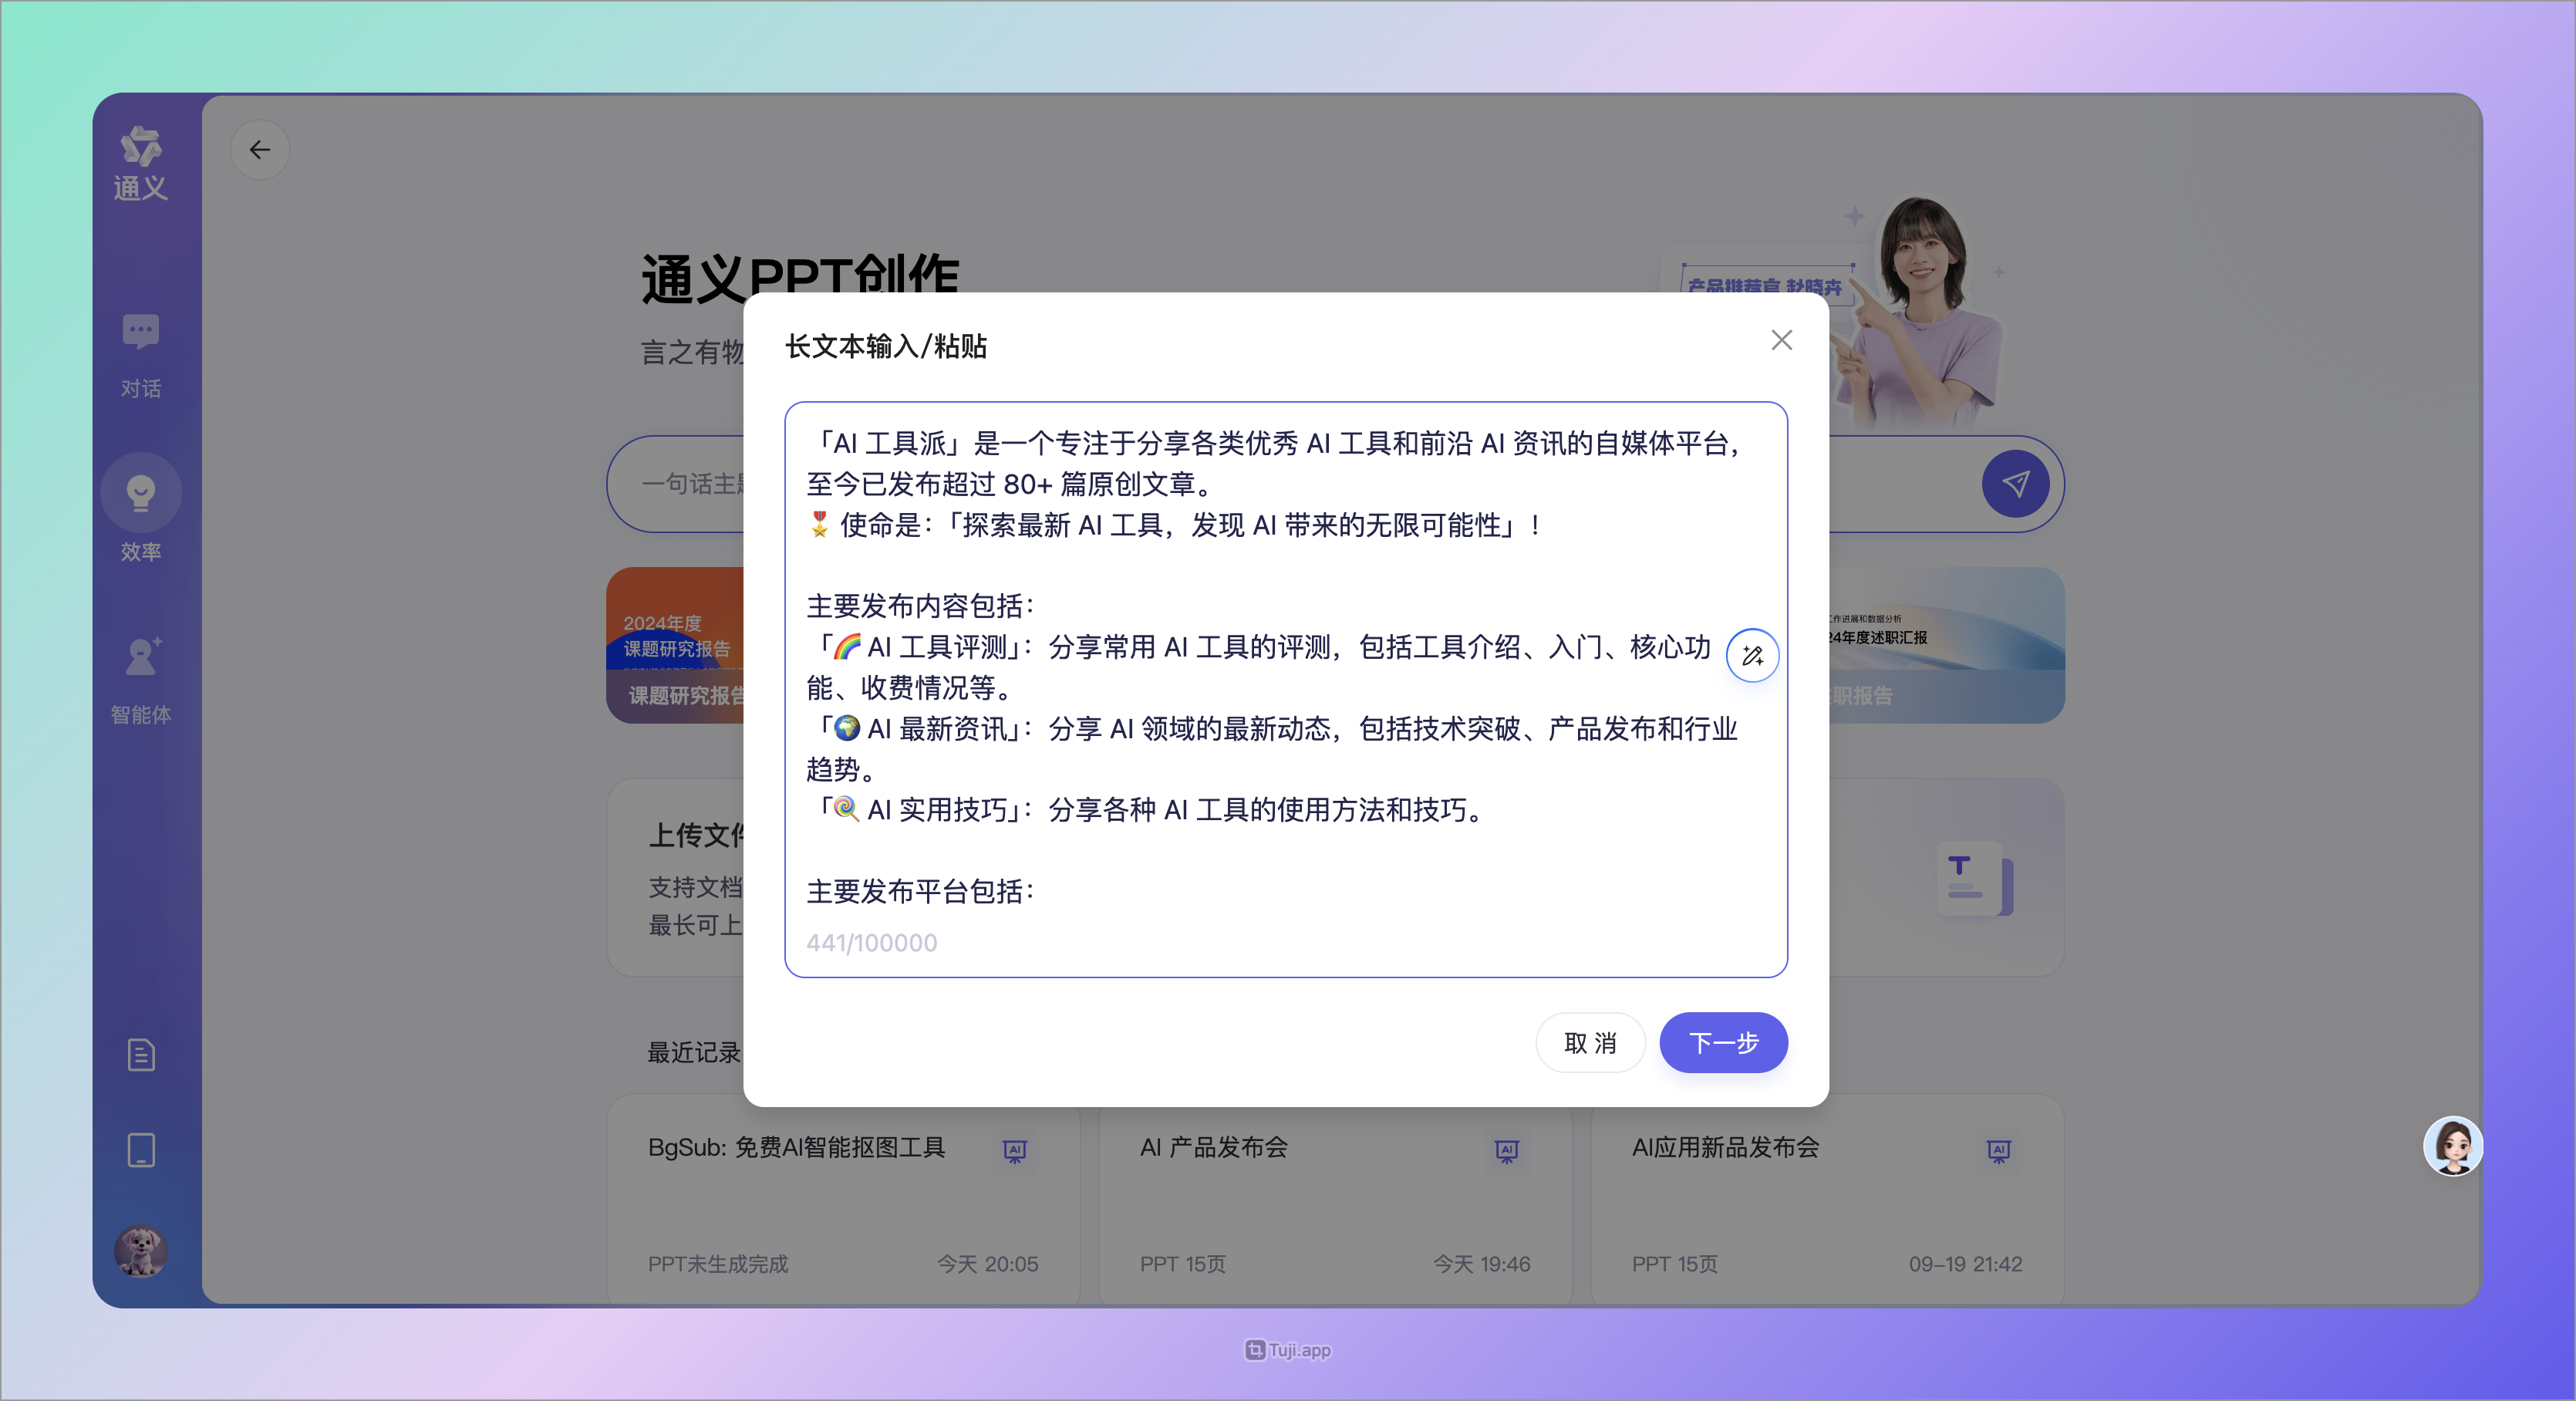 通义
对话
效率
智能体
通义PPT创作
言之有物
产品推荐官 赵晓卉
一句话主题
2024年度
课题研究报告
课题研究报告
工作进展和数据分析
24年度述职汇报
述职报告
上传文件
支持文档
最长可上
长文本输入/粘贴
「AI 工具派」是一个专注于分享各类优秀 AI 工具和前沿 AI 资讯的自媒体平台，
至今已发布超过 80+ 篇原创文章。
🎖️ 使命是：「探索最新 AI 工具，发现 AI 带来的无限可能性」！
主要发布内容包括：
「🌈 AI 工具评测」：分享常用 AI 工具的评测，包括工具介绍、入门、核心功
能、收费情况等。
「🌍 AI 最新资讯」：分享 AI 领域的最新动态，包括技术突破、产品发布和行业
趋势。
「🍭 AI 实用技巧」：分享各种 AI 工具的使用方法和技巧。
主要发布平台包括：
441/100000
取 消
下一步
T
最近记录
BgSub: 免费AI智能抠图工具
AI
PPT未生成完成
今天 20:05
AI 产品发布会
AI
PPT 15页
今天 19:46
AI应用新品发布会
AI
PPT 15页
09-19 21:42
Tuji.app